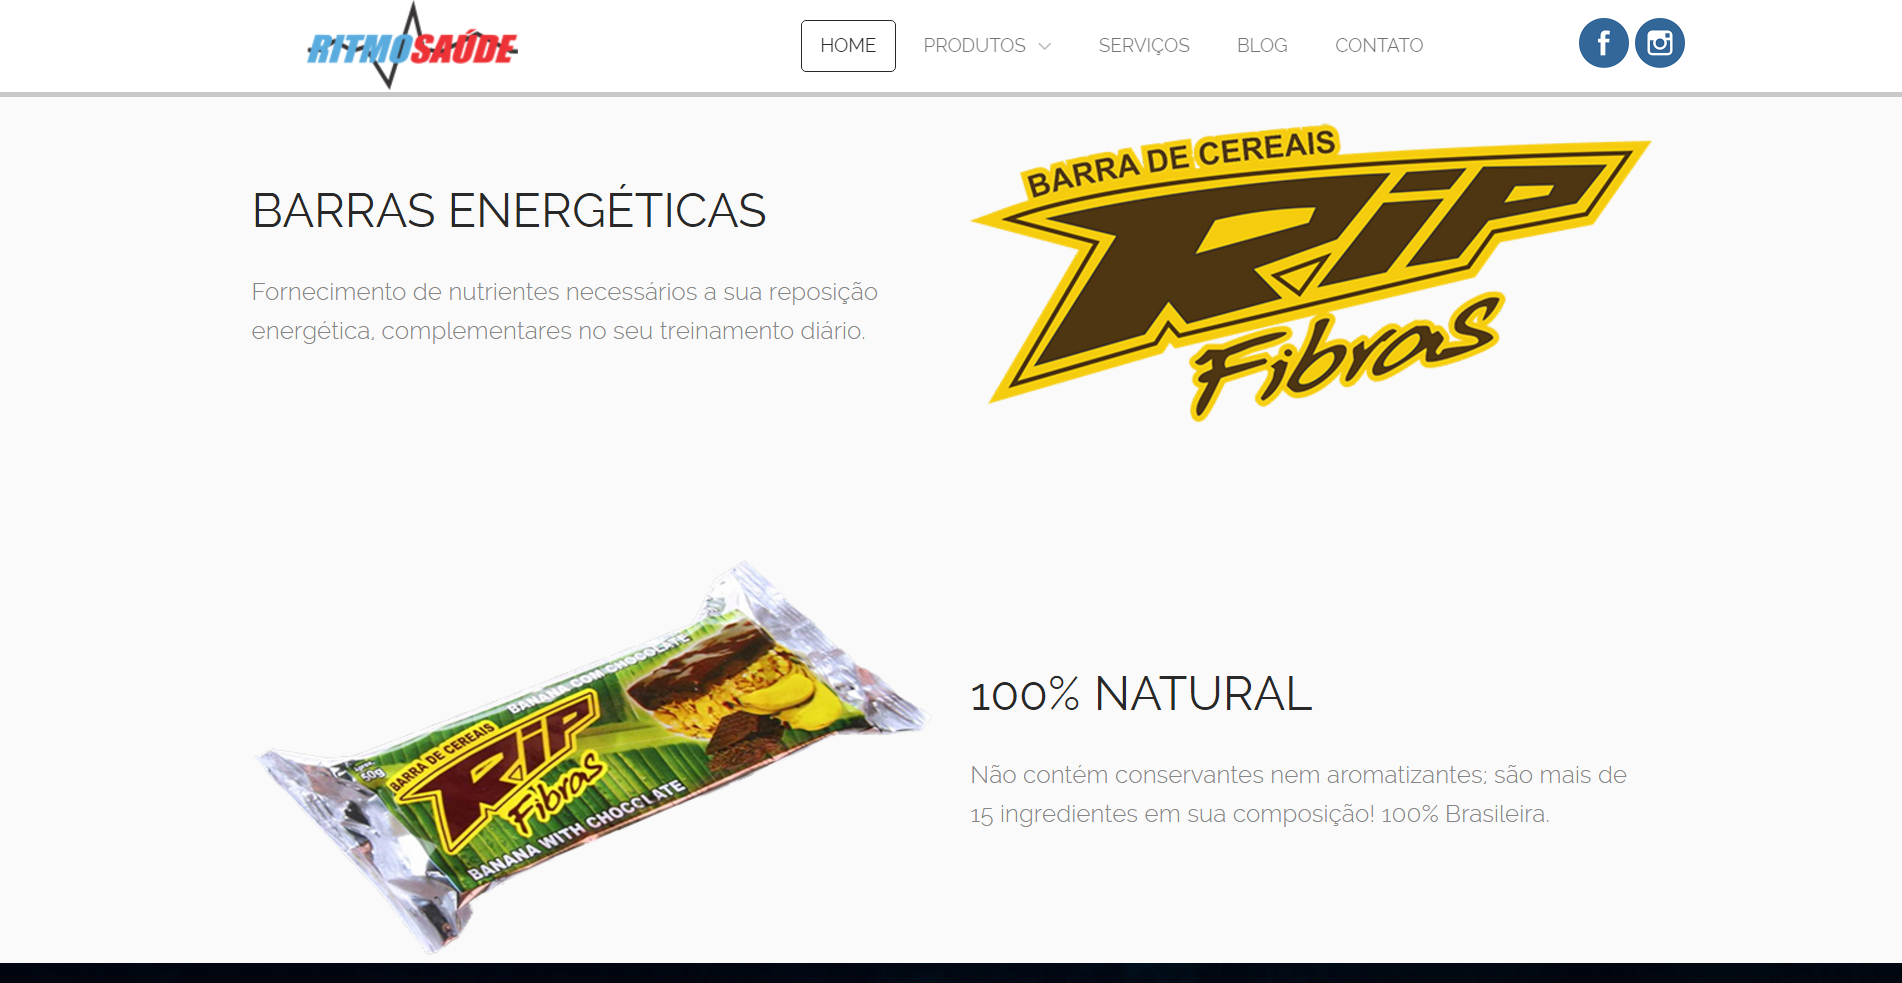 RITMOSAÚDE
HOME
PRODUTOS
SERVIÇOS
BLOG
CONTATO
BARRA DE CEREAIS
RiP
Fibras
BARRAS ENERGÉTICAS
Fornecimento de nutrientes necessários a sua reposição
energética, complementares no seu treinamento diário.
BANANA COM CHOCOLATE
BARRA DE CEREAIS
RiP
Fibras
50g
BANANA WITH CHOCOLATE
100% NATURAL
Não contém conservantes nem aromatizantes; são mais de
15 ingredientes em sua composição! 100% Brasileira.